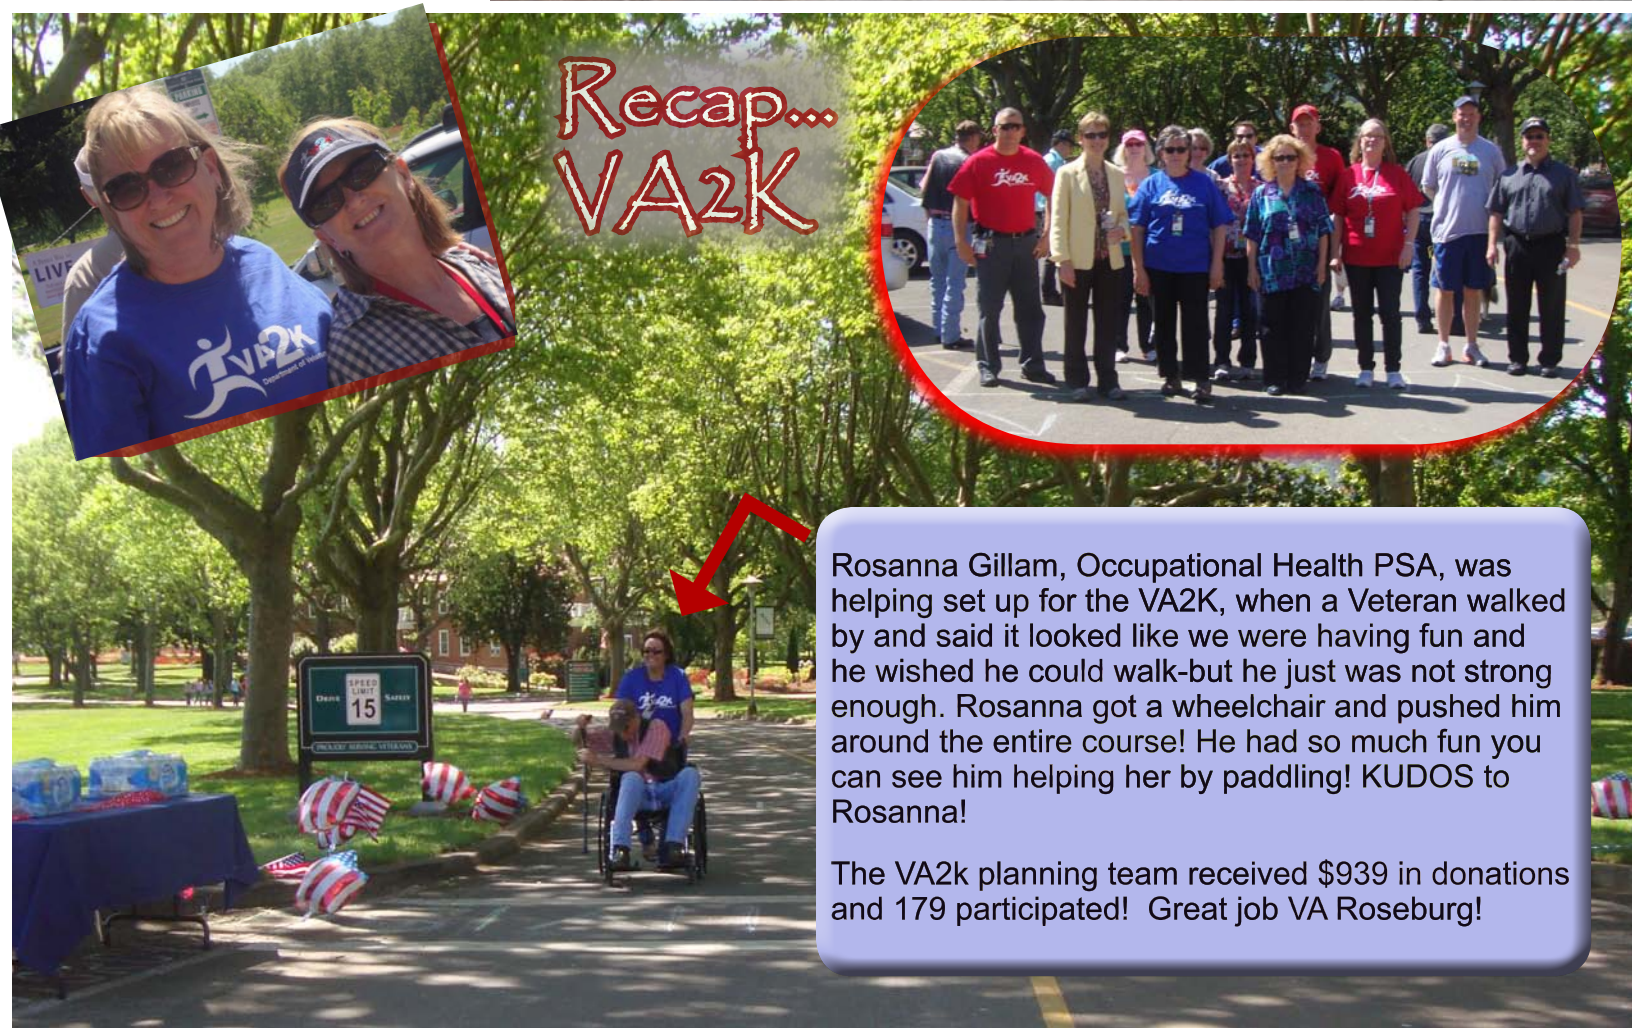 Recap...
VA2K
LIVE
VA2K
Department of Vetera
Rosanna Gillam, Occupational Health PSA, was
helping set up for the VA2K, when a Veteran walked
by and said it looked like we were having fun and
he wished he could walk-but he just was not strong
enough. Rosanna got a wheelchair and pushed him
around the entire course! He had so much fun you
can see him helping her by paddling! KUDOS to
Rosanna!
The VA2k planning team received $939 in donations
and 179 participated!  Great job VA Roseburg!
DRIVE SPEED LIMIT 15 SAFELY
PROUDLY SERVING VETERANS